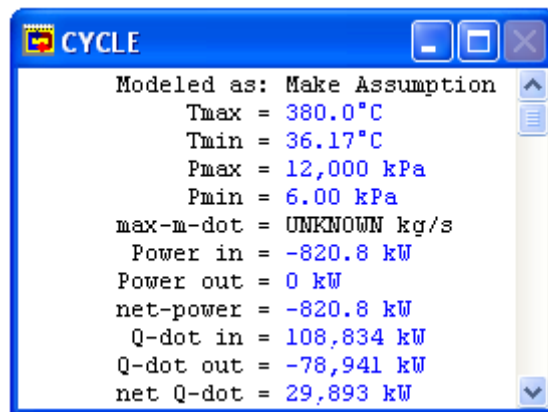 CYCLE
Modeled as: Make Assumption
Tmax = 380.0°C
Tmin = 36.17°C
Pmax = 12,000 kPa
Pmin = 6.00 kPa
max-m-dot = UNKNOWN kg/s
Power in = -820.8 kW
Power out = 0 kW
net-power = -820.8 kW
Q-dot in = 108,834 kW
Q-dot out = -78,941 kW
net Q-dot = 29,893 kW